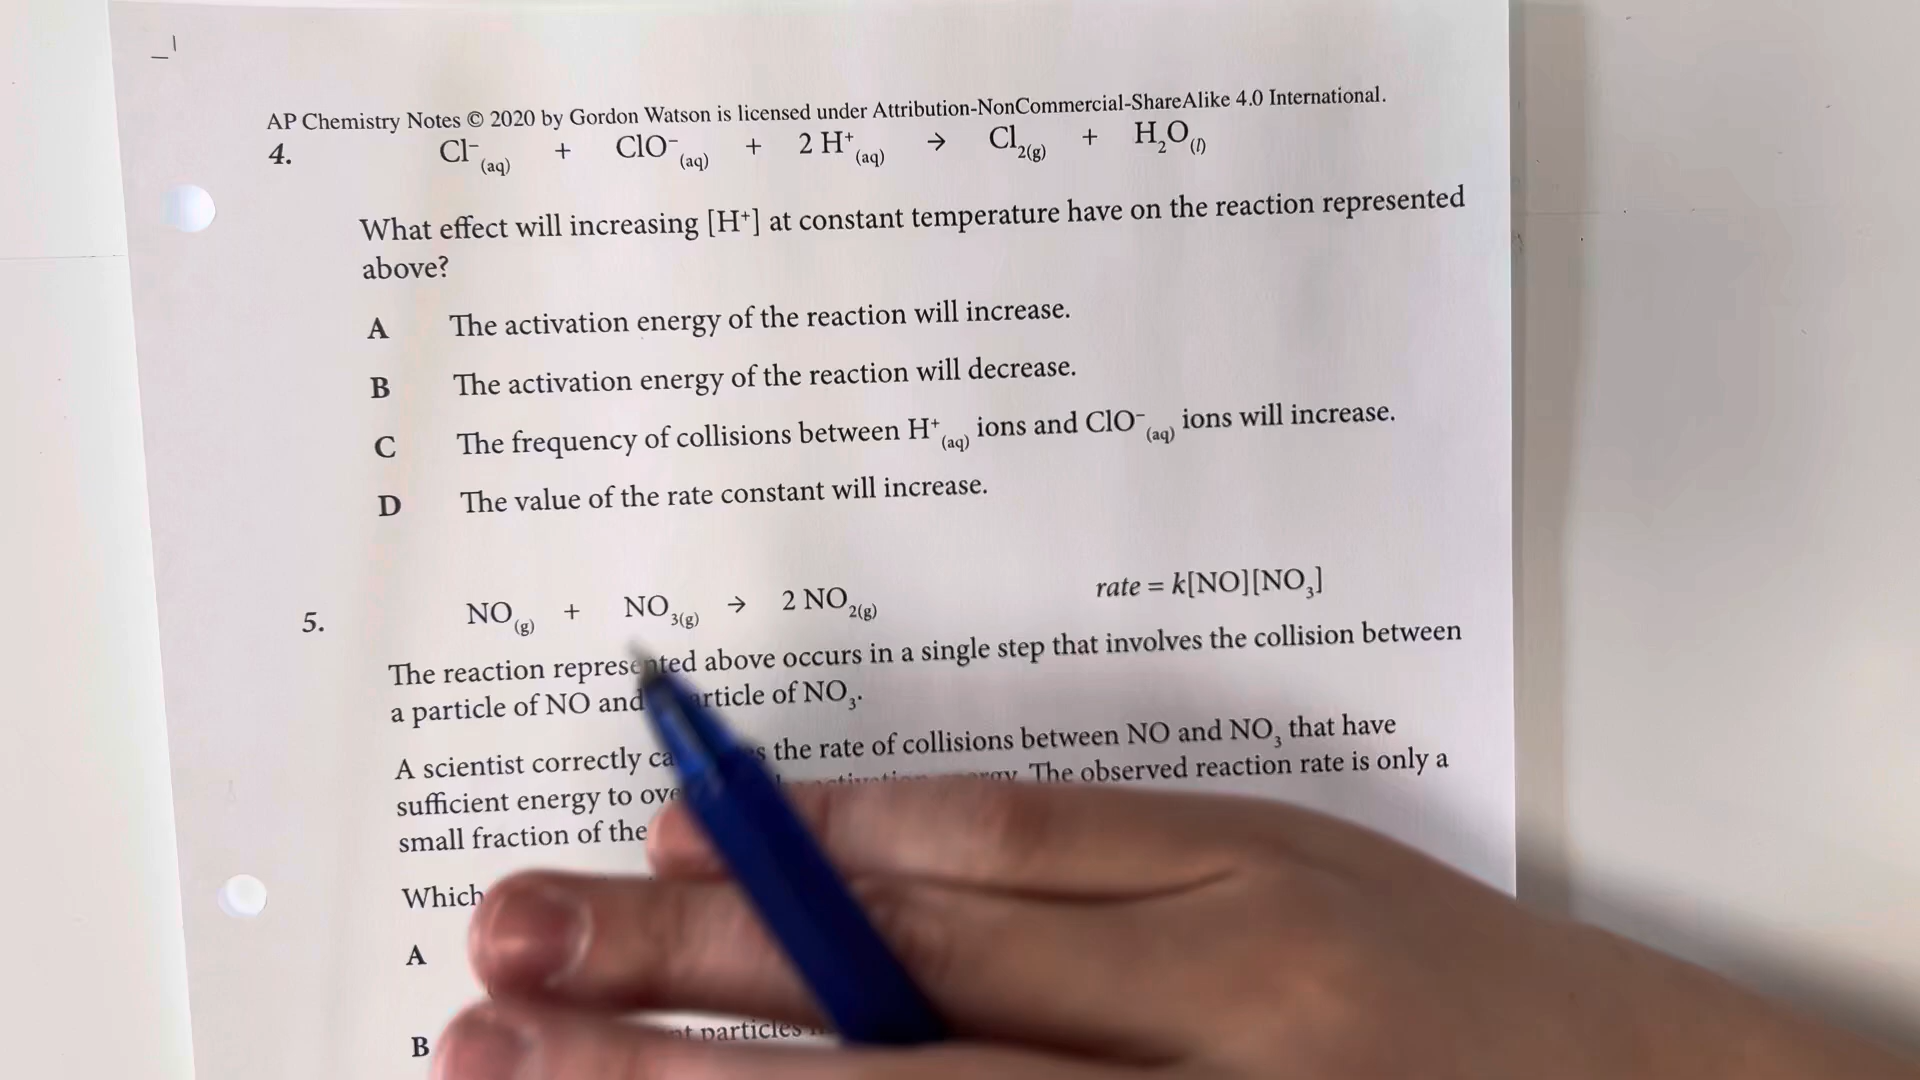 AP Chemistry Notes © 2020 by Gordon Watson is licensed under Attribution-NonCommercial-ShareAlike 4.0 International.
4. Cl⁻(aq) + ClO⁻(aq) + 2 H⁺(aq) → Cl₂(g) + H₂O(l)
What effect will increasing [H⁺] at constant temperature have on the reaction represented
above?
A The activation energy of the reaction will increase.
B The activation energy of the reaction will decrease.
C The frequency of collisions between H⁺(aq) ions and ClO⁻(aq) ions will increase.
D The value of the rate constant will increase.
5. NO(g) + NO₃(g) → 2 NO₂(g) rate = k[NO][NO₃]
The reaction represented above occurs in a single step that involves the collision between
a particle of NO and particle of NO₃.
A scientist correctly the rate of collisions between NO and NO₃ that have
sufficient energy to The observed reaction rate is only a
small fraction of the
Which
A
B particles